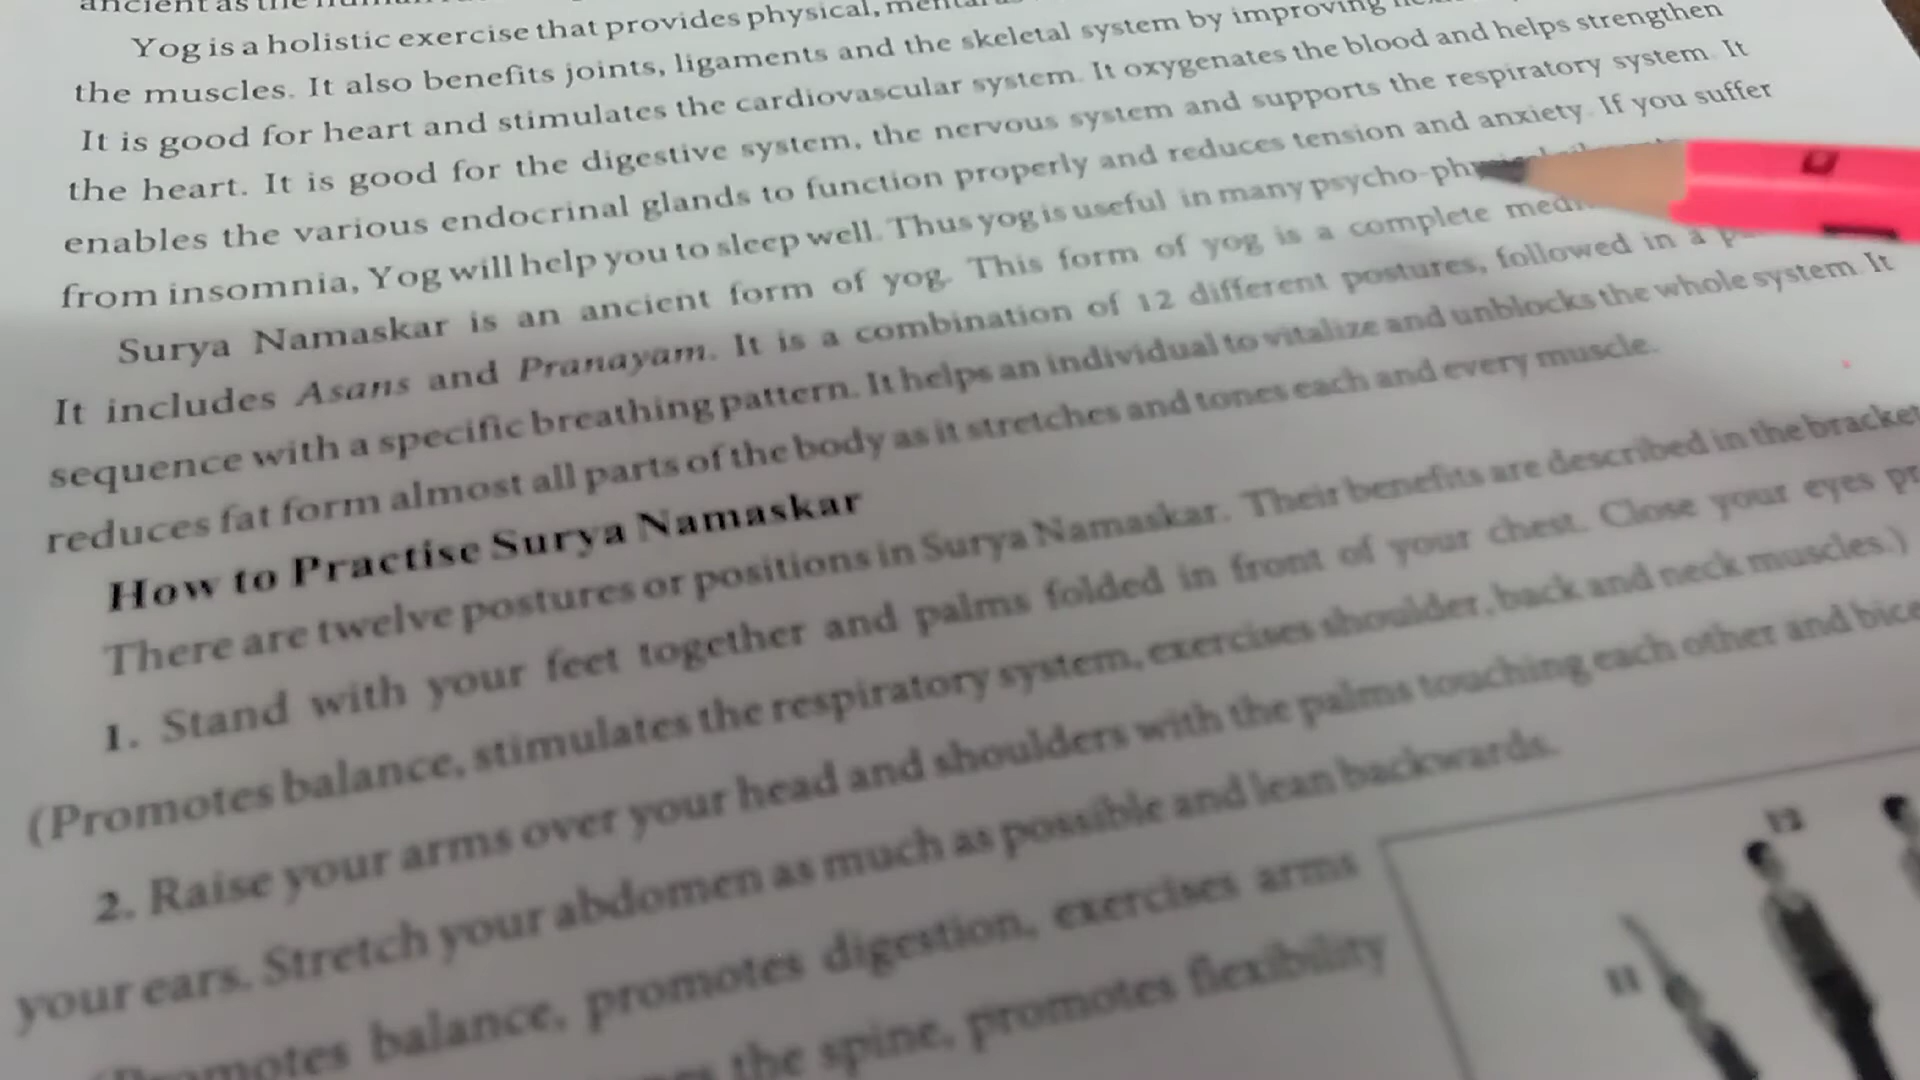 ancient as the
Yog is a holistic exercise that provides physical,
the muscles. It also benefits joints, ligaments and the skeletal system by improving
It is good for heart and stimulates the cardiovascular system. It oxygenates the blood and helps strengthen
the heart. It is good for the digestive system, the nervous system and supports the respiratory system. It
enables the various endocrinal glands to function properly and reduces tension and anxiety. If you suffer
from insomnia, Yog will help you to sleep well. Thus yog is useful in many
Surya Namaskar is an ancient form of yog. This form of yog is a complete
It includes Asans and Pranayam. It is a combination of 12 different postures, followed in a
sequence with a specific breathing pattern. It helps an individual to vitalize and unblocks the whole system. It
reduces fat form almost all parts of the body as it stretches and tones each and every muscle.
How to Practise Surya Namaskar
There are twelve postures or positions in Surya Namaskar. Their benefits are described in the
1. Stand with your feet together and palms folded in front of your chest. Close your eyes
(Promotes balance, stimulates the respiratory system, exercises shoulder, back and neck muscles.)
2. Raise your arms over your head and shoulders with the palms touching each other and
your ears. Stretch your abdomen as much as possible and lean backwards.
(Promotes balance, promotes digestion, exercises arms
the spine, promotes flexibility
12
11